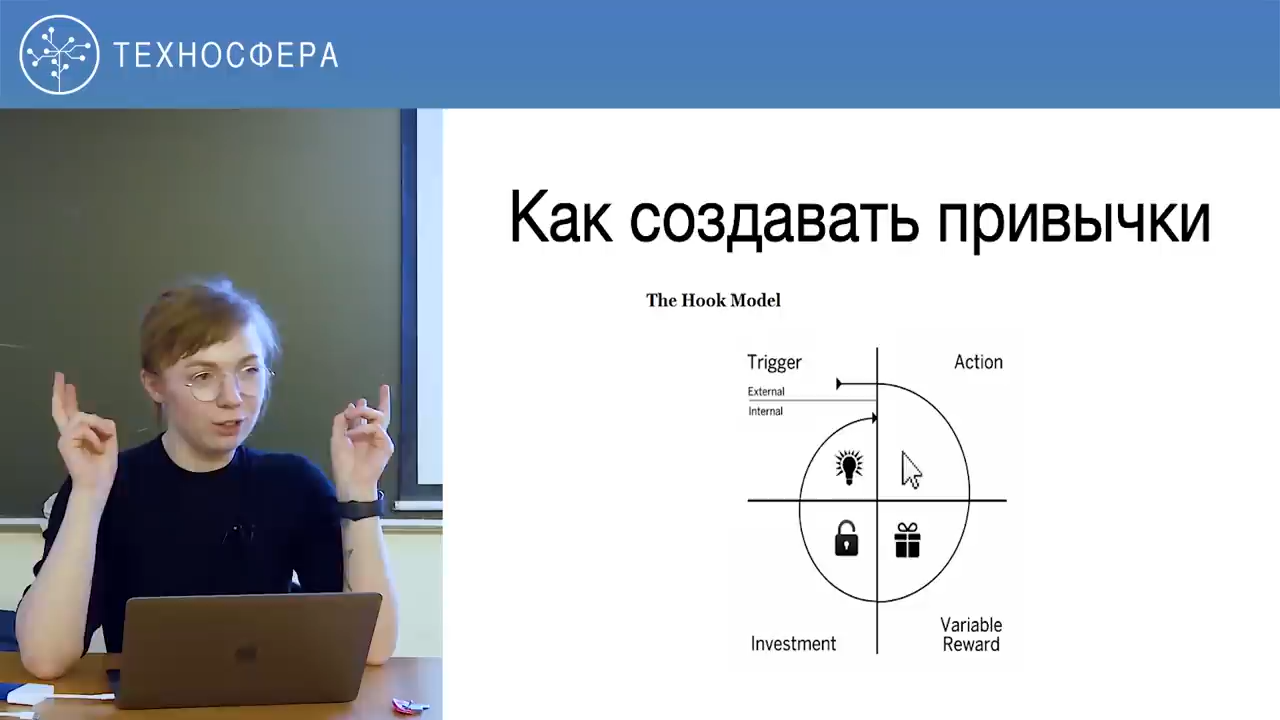 ТЕХНОСФЕРА
Как создавать привычки
The Hook Model
Trigger
Action
External
Internal
Investment
Variable
Reward